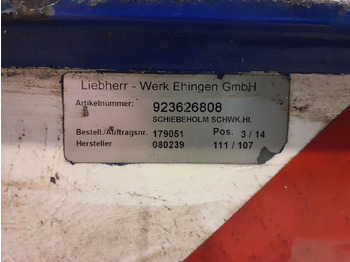 Liebherr - Werk Ehingen GmbH
Artikelnummer: 923626808
SCHIEBEHOLM SCHWK.HI.
Bestell./Auftragsnr. 179051 Pos. 3 / 14
Hersteller 080239 111 / 107